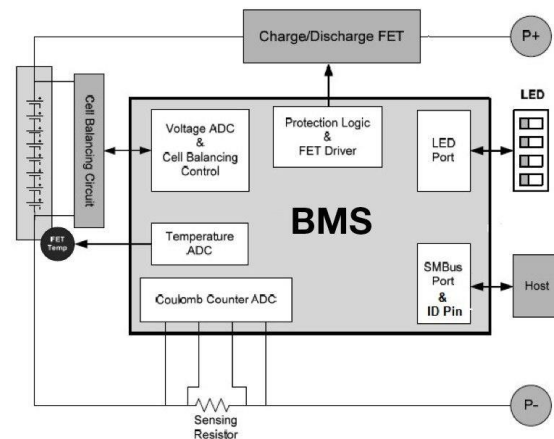 Charge/Discharge FET
P+
LED
Cell Balancing Circuit
Voltage ADC
&
Cell Balancing
Control
Protection Logic
&
FET Driver
LED
Port
BMS
FET
Temp
Temperature
ADC
SMBus
Port
&
ID Pin
Host
Coulomb Counter ADC
Sensing
Resistor
P-